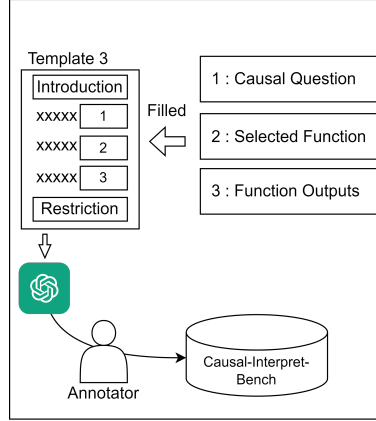 Template 3
Introduction
xxxxx 1
xxxxx 2
xxxxx 3
Restriction
Filled
1 : Causal Question
2 : Selected Function
3 : Function Outputs
Annotator
Causal-Interpret-
Bench